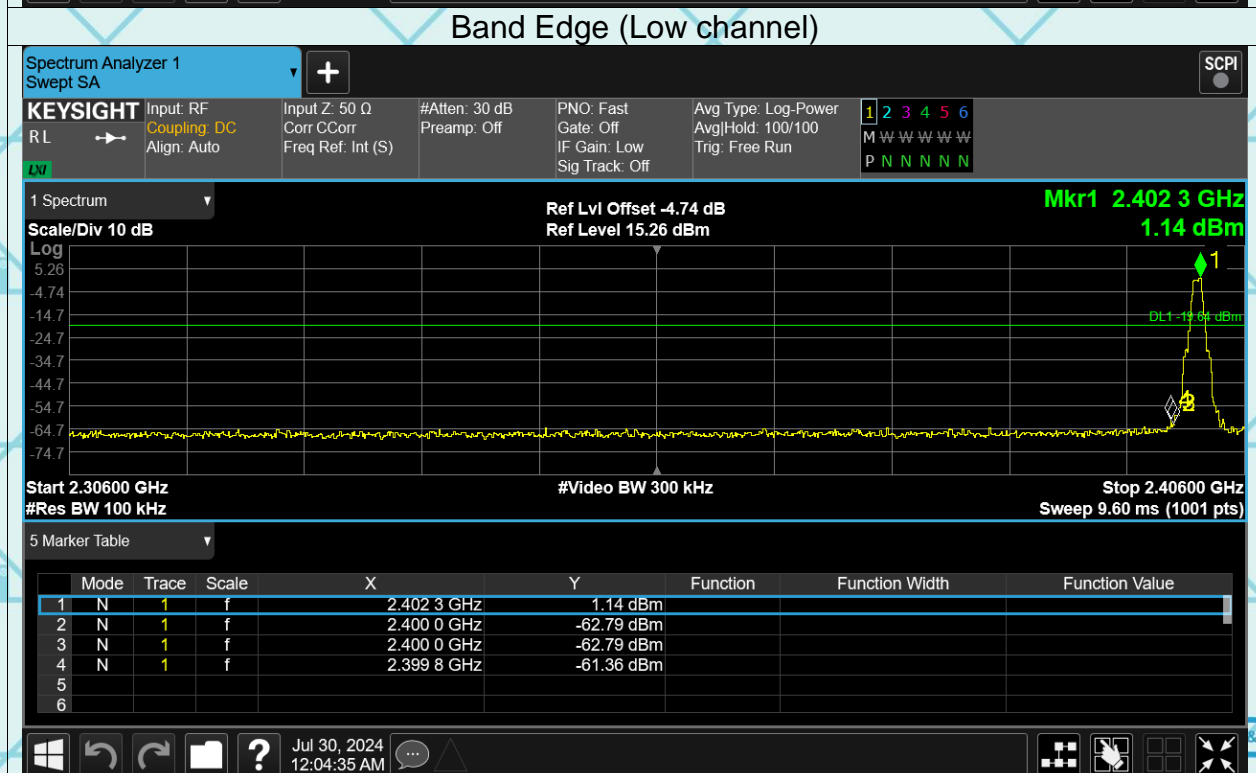 Band Edge (Low channel)
Spectrum Analyzer 1
Swept SA
+
SCPI
KEYSIGHT Input: RF Input Z: 50 Ω #Atten: 30 dB PNO: Fast Avg Type: Log-Power 1 2 3 4 5 6
RL Coupling: DC Corr CCorr Preamp: Off Gate: Off Avg|Hold: 100/100 M W W W W W
Align: Auto Freq Ref: Int (S) IF Gain: Low Trig: Free Run
LXI Sig Track: Off P N N N N N
1 Spectrum Ref Lvl Offset -4.74 dB Mkr1 2.402 3 GHz
Scale/Div 10 dB Ref Level 15.26 dBm 1.14 dBm
Log
1
5.26
-4.74
-14.7
DL1 -19.64 dBm
-24.7
-34.7
-44.7
-54.7
-64.7
-74.7
Start 2.30600 GHz #Video BW 300 kHz Stop 2.40600 GHz
#Res BW 100 kHz Sweep 9.60 ms (1001 pts)
5 Marker Table
Mode Trace Scale X Y Function Function Width Function Value
1 N 1 f 2.402 3 GHz 1.14 dBm
2 N 1 f 2.400 0 GHz -62.79 dBm
3 N 1 f 2.400 0 GHz -62.79 dBm
4 N 1 f 2.399 8 GHz -61.36 dBm
5
6
? Jul 30, 2024
12:04:35 AM